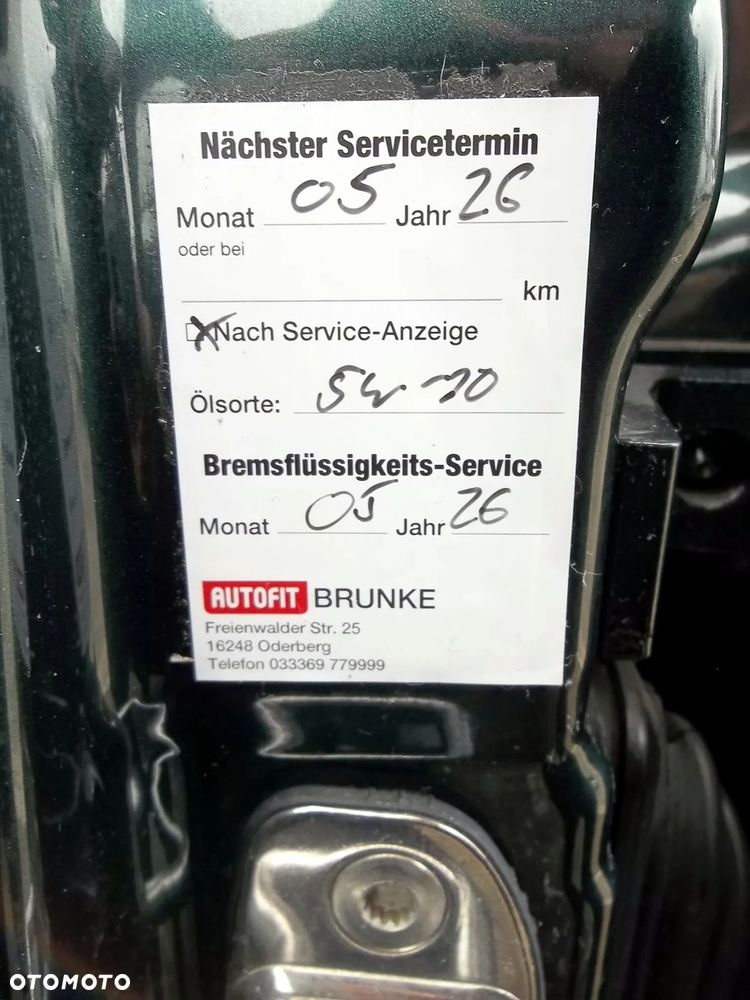 Nächster Servicetermin
Monat 05 Jahr 26
oder bei
km
Nach Service-Anzeige
Ölsorte: 5w-30
Bremsflüssigkeits-Service
Monat 05 Jahr 26
AUTOFIT BRUNKE
Freienwalder Str. 25
16248 Oderberg
Telefon 033369 779999
OTOMOTO